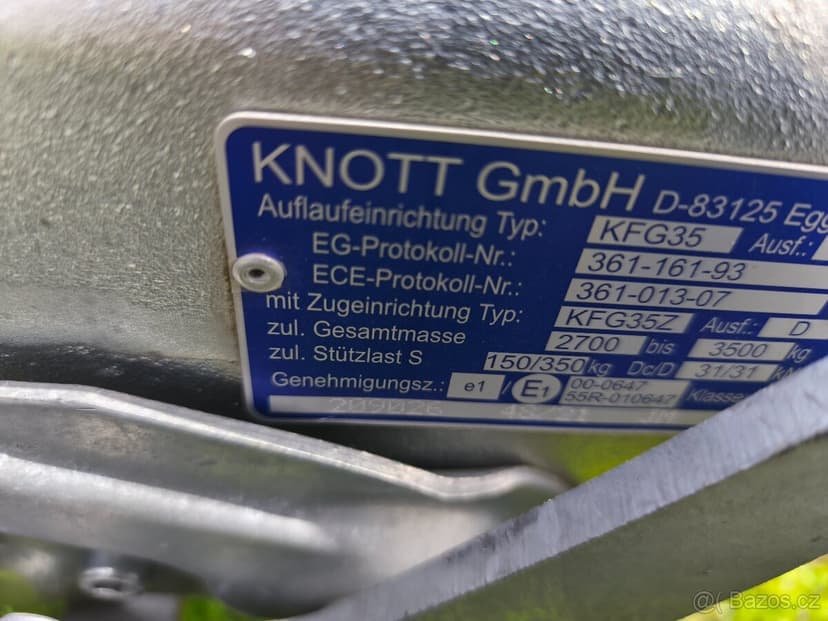 KNOTT GmbH D-83125 Egg
Auflaufeinrichtung Typ: KFG35 Ausf.:
EG-Protokoll-Nr.: 361-161-93
ECE-Protokoll-Nr.: 361-013-07
mit Zugeinrichtung Typ: KFG35Z Ausf.: D
zul. Gesamtmasse 2700 bis 3500 kg
zul. Stützlast S 150/350 kg Dc/D 31/31
Genehmigungsz.: e1 / E1 00-0647
55R-010647 Klasse
@ Bazos.cz